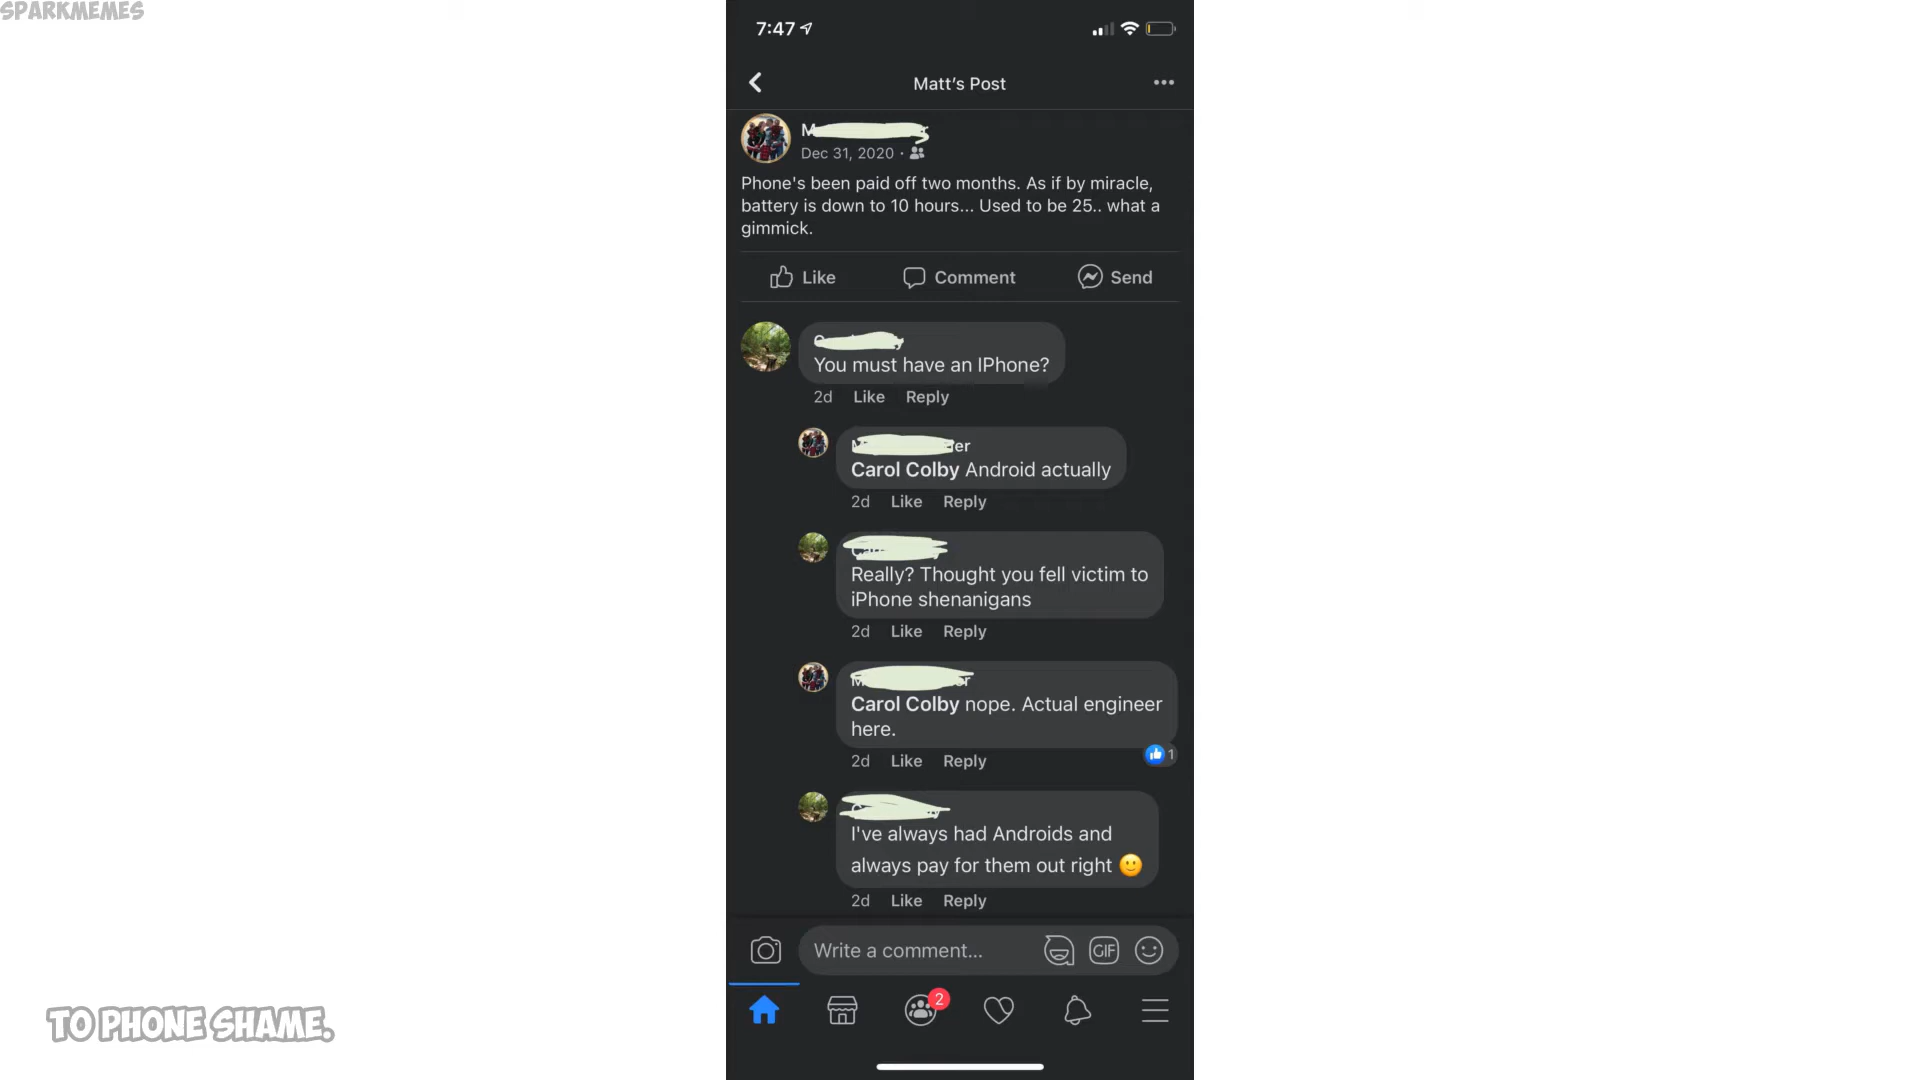 SPARKMEMES
7:47
Matt's Post
M
Dec 31, 2020 ·
Phone's been paid off two months. As if by miracle,
battery is down to 10 hours... Used to be 25.. what a
gimmick.
Like Comment Send
You must have an IPhone?
2d Like Reply
er
Carol Colby Android actually
2d Like Reply
Really? Thought you fell victim to
iPhone shenanigans
2d Like Reply
Carol Colby nope. Actual engineer
here.
1
2d Like Reply
I've always had Androids and
always pay for them out right 🙂
2d Like Reply
Write a comment... GIF
2
TO PHONE SHAME.